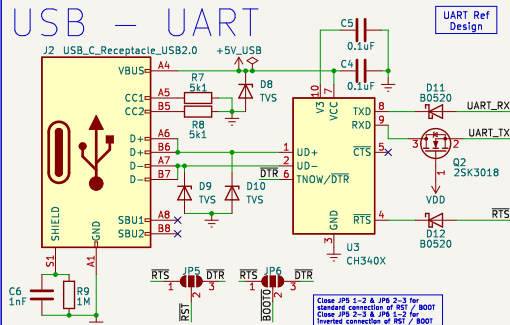 USB - UART
UART Ref
Design
J2 USB_C_Receptacle_USB2.0
+5V_USB
C5
0.1uF
C4
0.1uF
VBUS A4
R7
5k1
D8
TVS
CC1 A5
CC2 B5
R8
5k1
10 7
V3 VCC
D11
B0520
TXD 8
UART_RX
RXD 9
UART_TX
D+ A6
D+ B6
D- A7
D- B7
1 UD+
2 UD-
DTR 6 TNOW/DTR
CTS 5
3 2
1
Q2
2SK3018
VDD
D9
TVS
D10
TVS
SBU1 A8
SBU2 B8
SHIELD
GND
GND
3
RTS 4
RTS
D12
B0520
U3
CH340X
S1 A1
C6
1nF
R9
1M
RTS JP5 DTR
1 3
2
RST
RTS JP6 DTR
1 3
2
BOOT0
Close JP5 1-2 & JP6 2-3 for
standard connection of RST / BOOT
Close JP5 2-3 & JP6 1-2 for
inverted connection of RST / BOOT